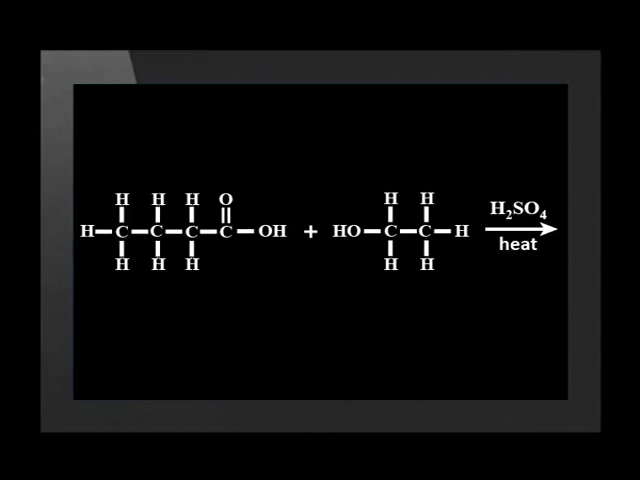 H H H O H H H₂SO₄
H C C C C OH + HO C C H heat
H H H H H